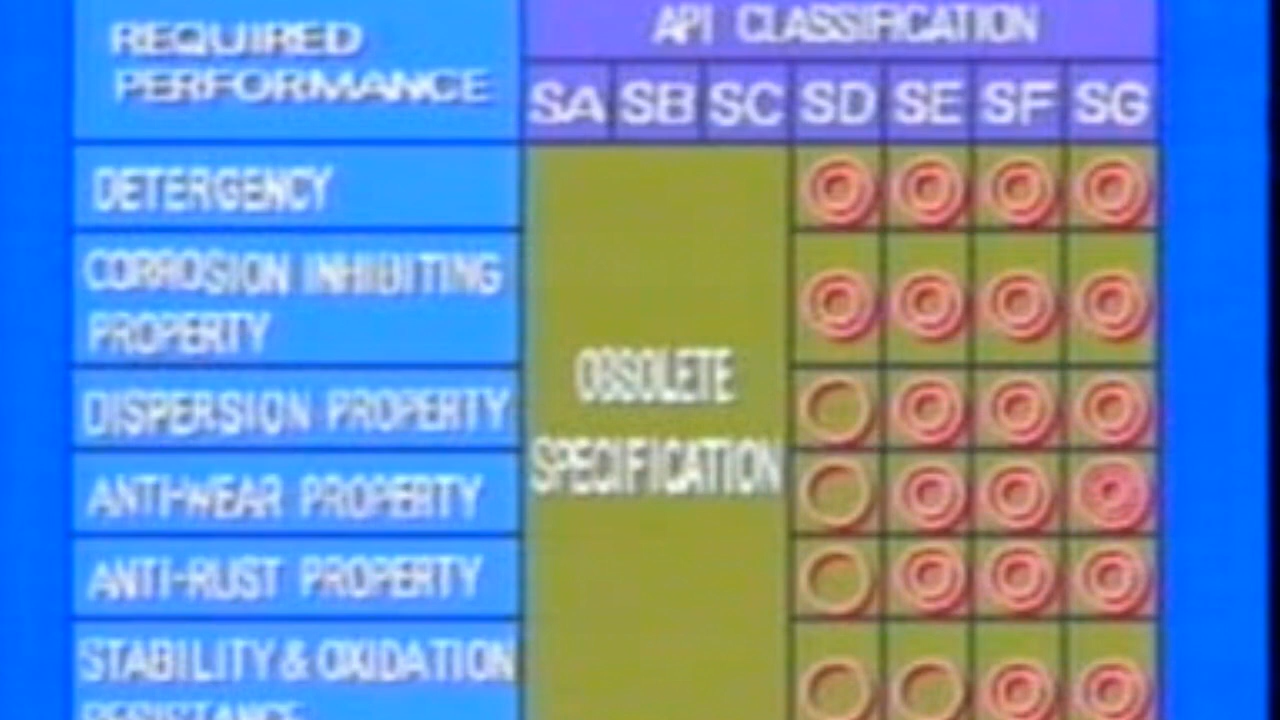 REQUIRED
PERFORMANCE
API CLASSIFICATION
SA SB SC SD SE SF SG
DETERGENCY
CORROSION INHIBITING
PROPERTY
OBSOLETE
SPECIFICATION
DISPERSION PROPERTY
ANTI-WEAR PROPERTY
ANTI-RUST PROPERTY
STABILITY & OXIDATION
RESISTANCE